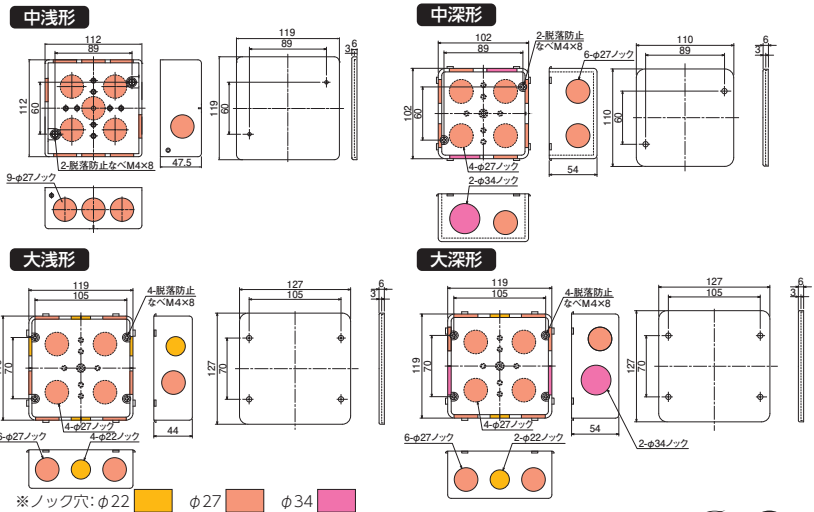 中浅形
112
89
112
60
2-脱落防止なべM4×8
47.5
9-φ27ノック
119
89
119
60
6
3
中深形
102
89
102
60
2-脱落防止
なべM4×8
6-φ27ノック
4-φ27ノック
2-φ34ノック
54
110
89
110
60
6
3
大浅形
119
105
70
4-脱落防止
なべM4×8
4-φ27ノック
6-φ27ノック
4-φ22ノック
44
127
105
127
70
6
3
大深形
119
105
119
70
4-脱落防止
なべM4×8
4-φ27ノック
6-φ27ノック
2-φ22ノック
54
2-φ34ノック
127
105
127
70
6
3
※ノック穴:φ22 φ27 φ34